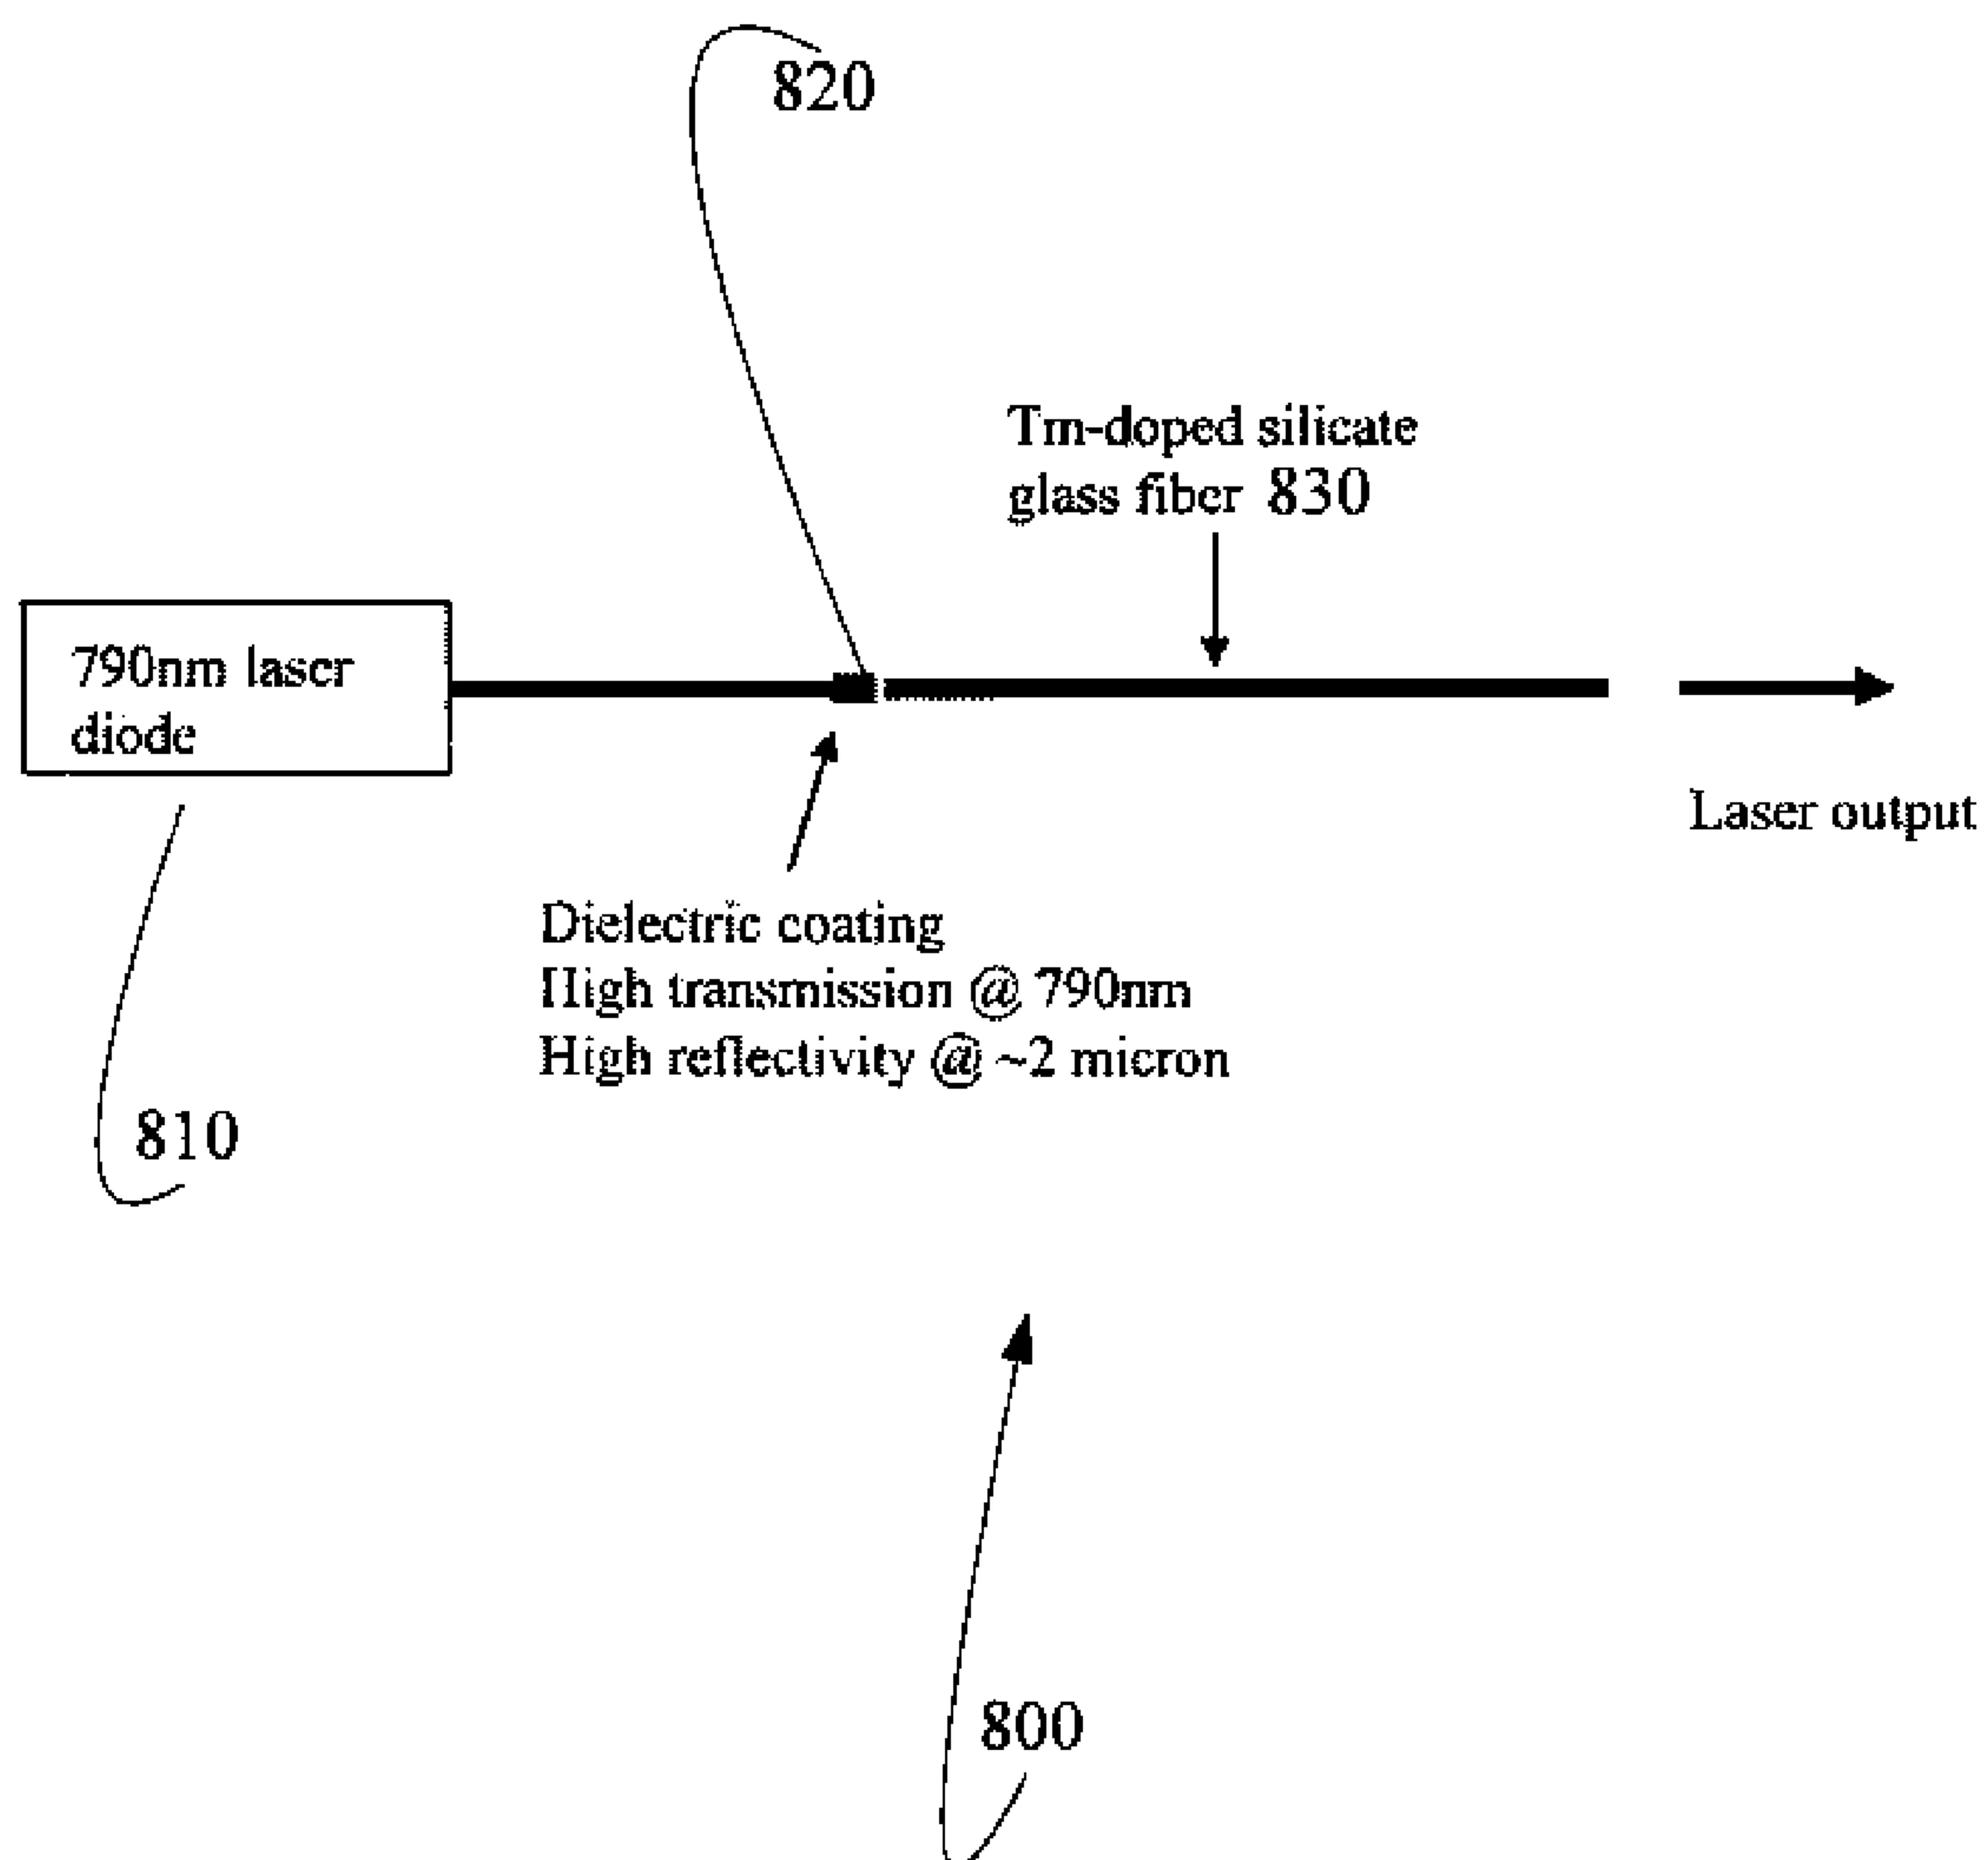 820
Tm-doped silicate
glass fiber 830
790nm laser
diode
Laser output
Dielectric coating
High transmission @ 790nm
High reflectivity @ ~2 micron
810
800